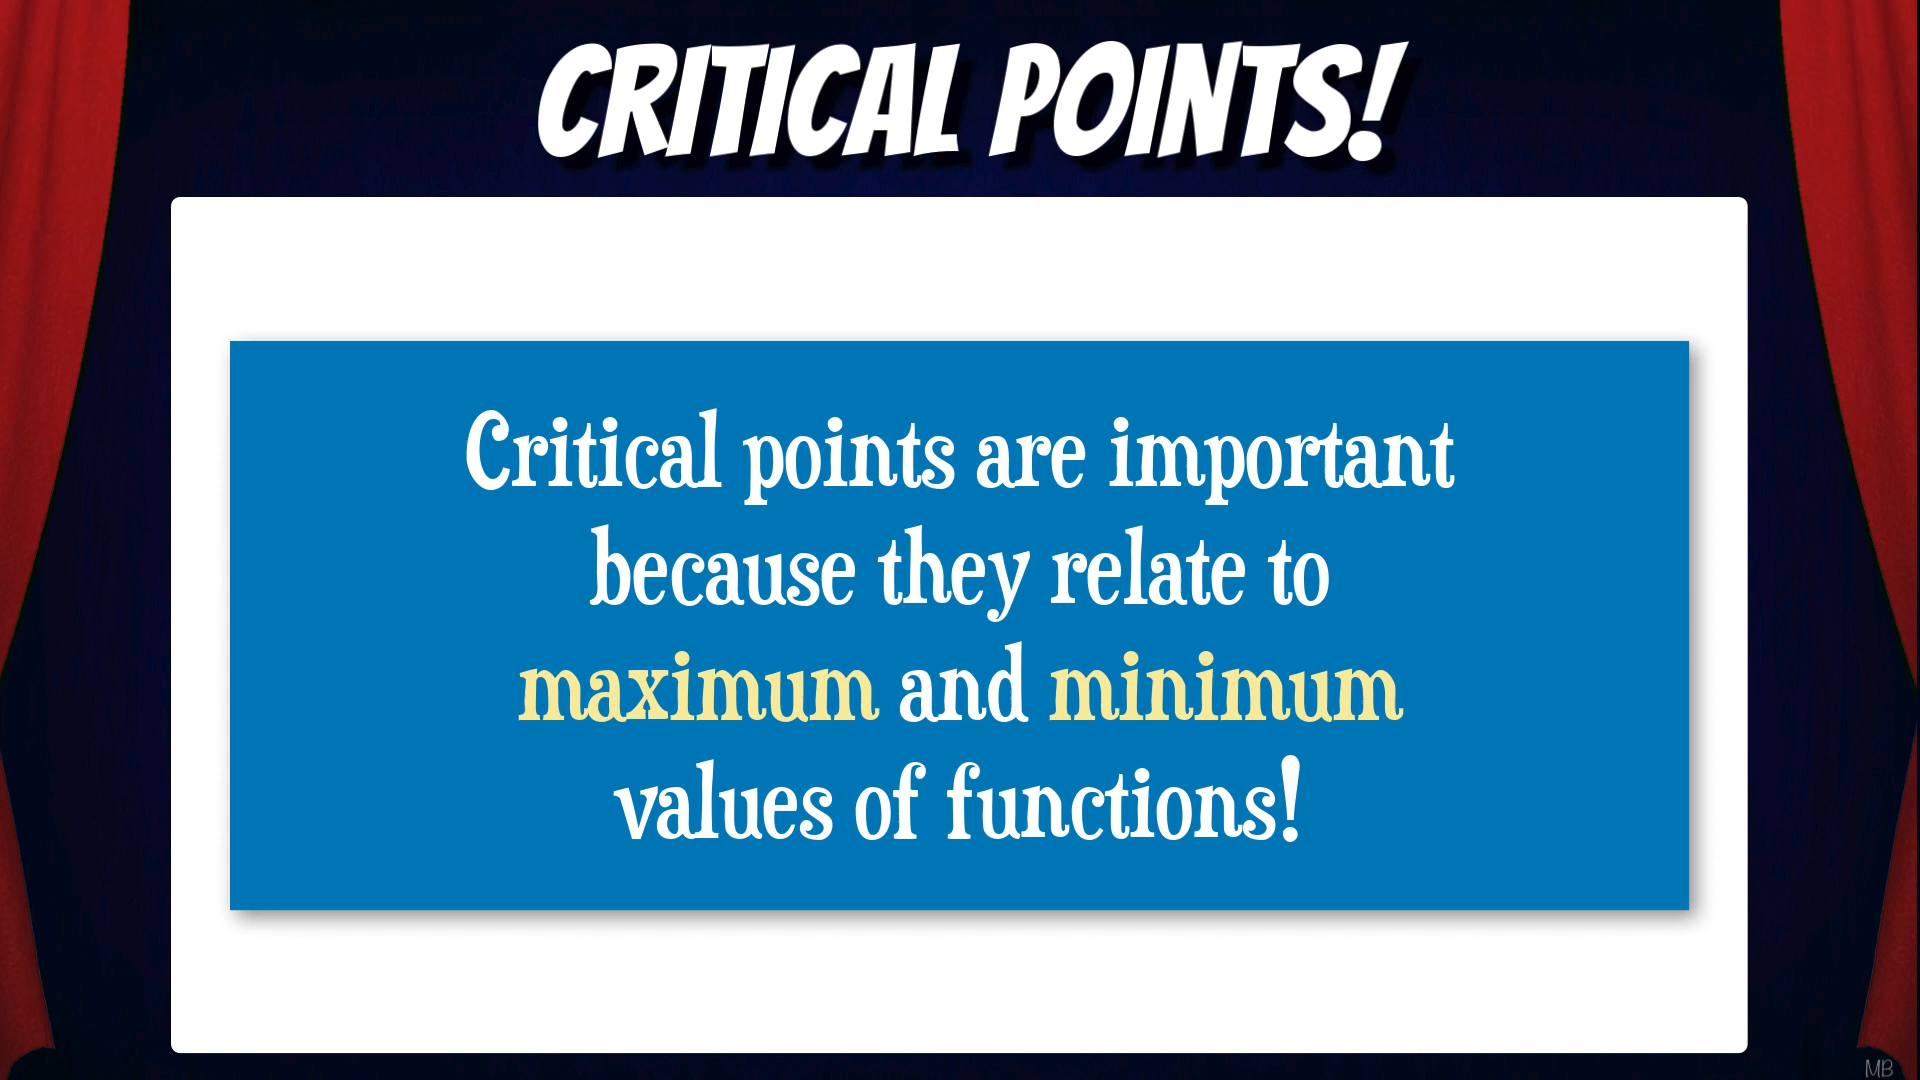 CRITICAL POINTS!
Critical points are important
because they relate to
maximum and minimum
values of functions!
MB